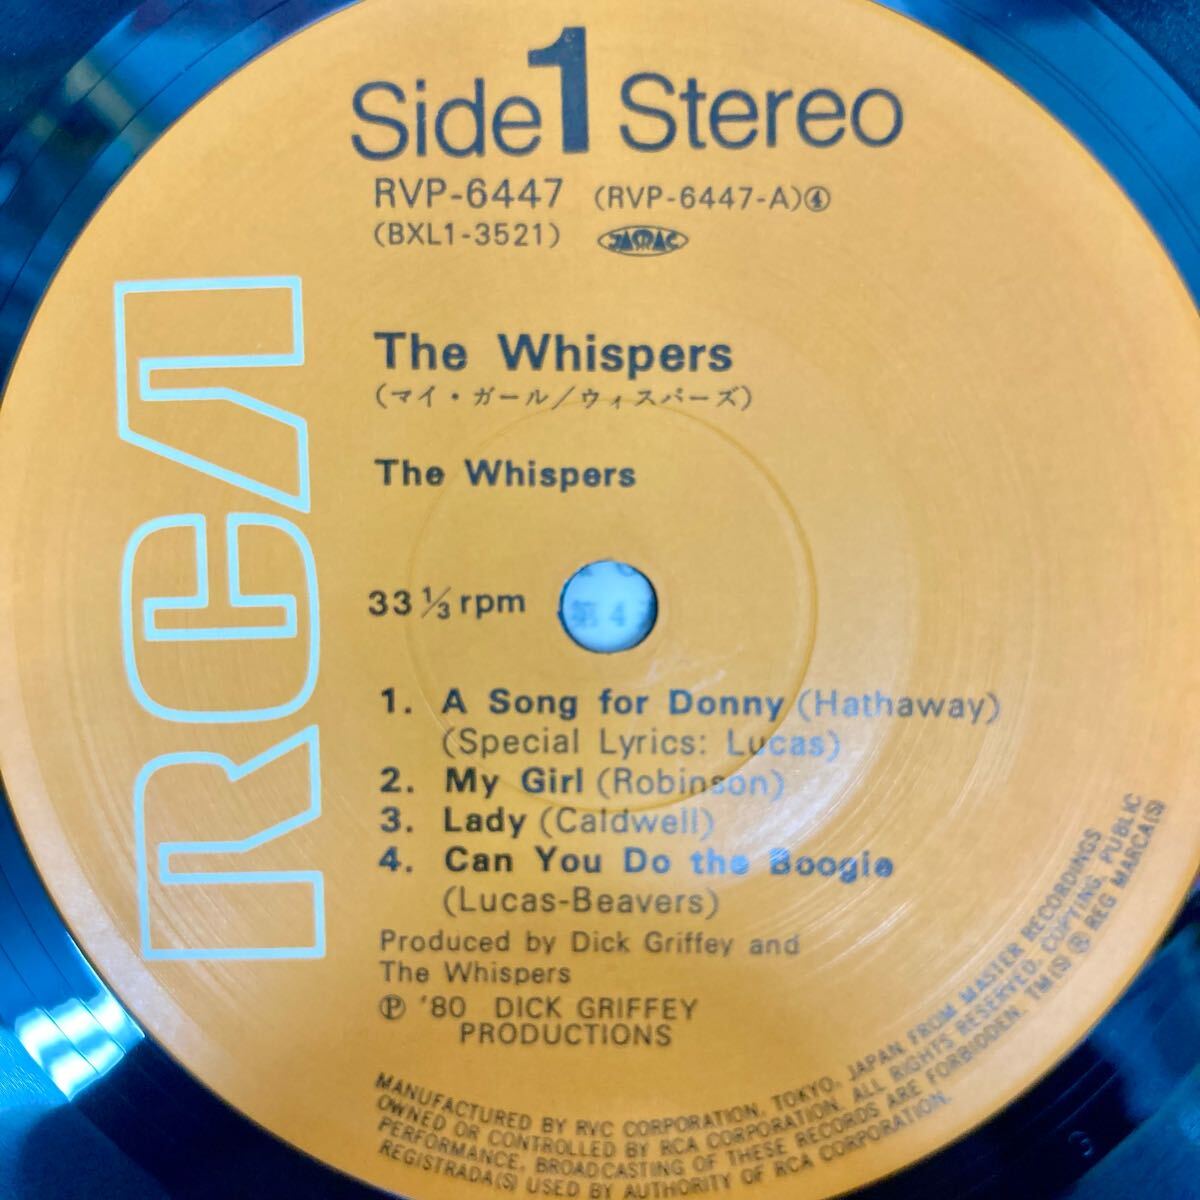 Side 1 Stereo
RVP-6447 (RVP-6447-A)④
(BXL1-3521) JASRAC
RCA
The Whispers
(マイ・ガール/ウィスパーズ)
The Whispers
33 1/3 rpm
第4
1. A Song for Donny (Hathaway)
(Special Lyrics: Lucas)
2. My Girl (Robinson)
3. Lady (Caldwell)
4. Can You Do the Boogie
(Lucas-Beavers)
Produced by Dick Griffey and
The Whispers
Ⓟ '80 DICK GRIFFEY
PRODUCTIONS
MANUFACTURED BY RVC CORPORATION, TOKYO, JAPAN FROM MASTER RECORDINGS
OWNED OR CONTROLLED BY RCA CORPORATION. ALL RIGHTS RESERVED. COPYING, PUBLIC
PERFORMANCE, BROADCASTING OF THESE RECORDS ARE FORBIDDEN. TM(S) ® REG MARCA(S)
REGISTRADA(S) USED BY AUTHORITY OF RCA CORPORATION.